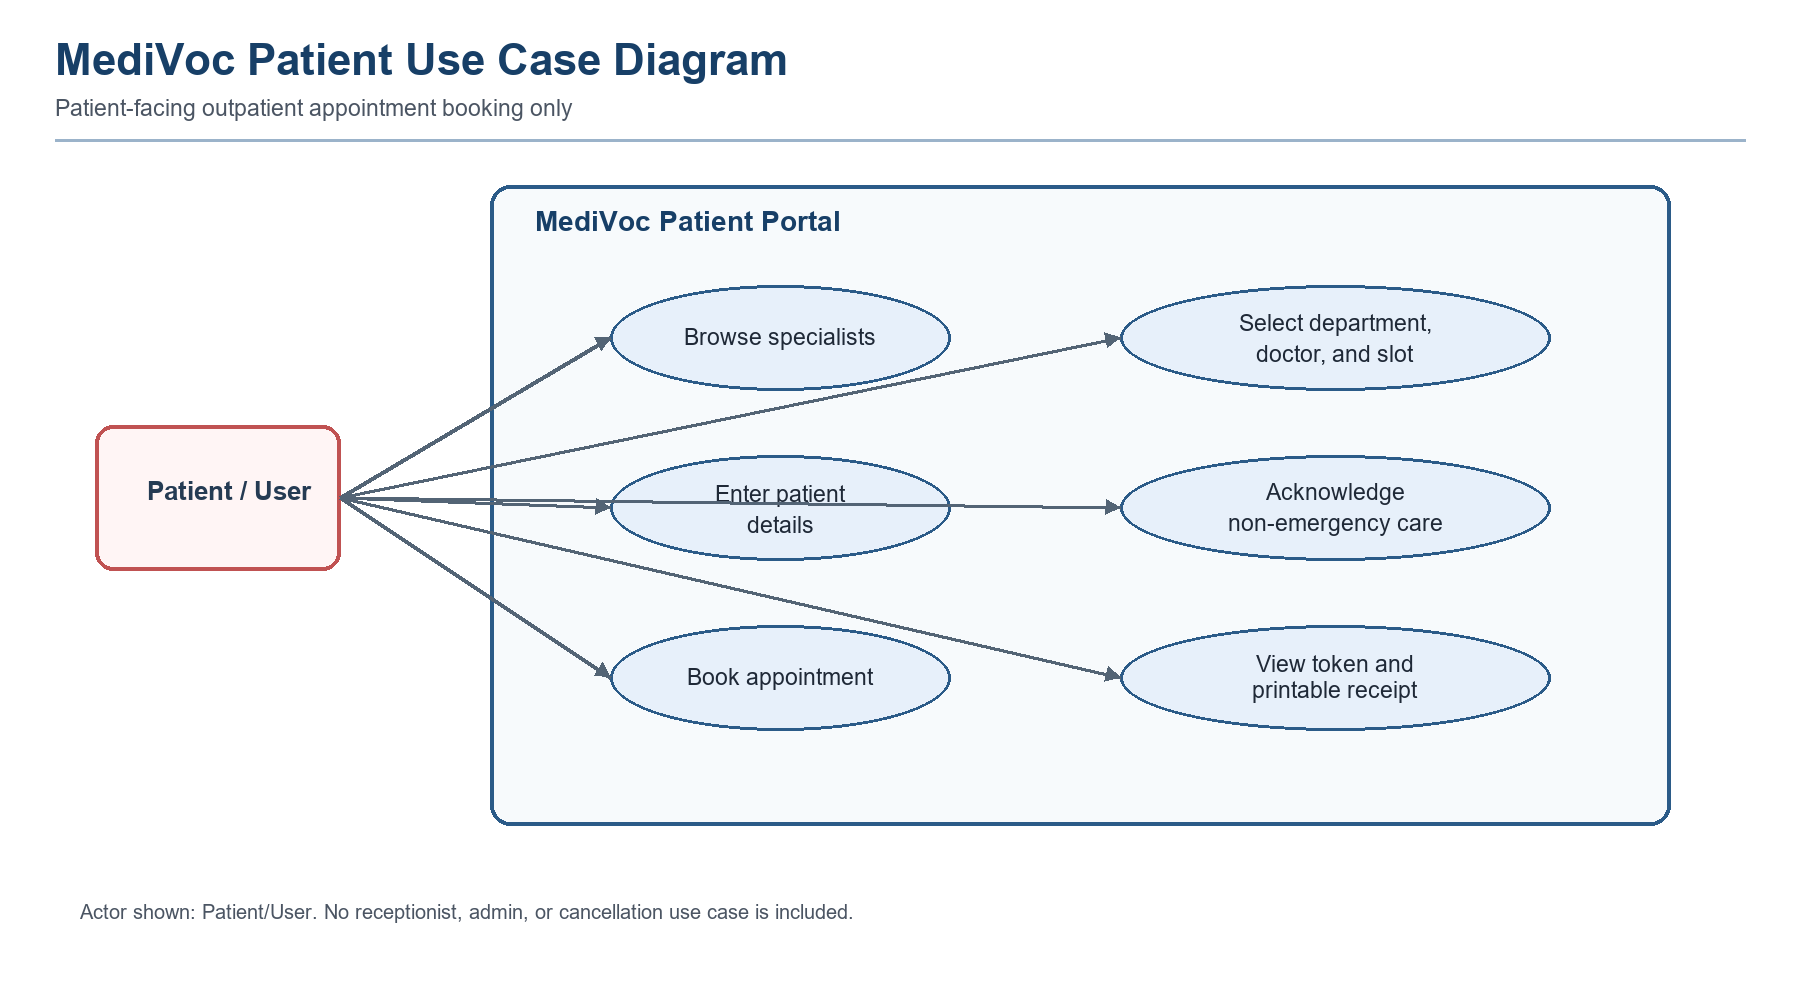 MediVoc Patient Use Case Diagram
Patient-facing outpatient appointment booking only
MediVoc Patient Portal
Patient / User
Browse specialists
Select department,
doctor, and slot
Enter patient
details
Acknowledge
non-emergency care
Book appointment
View token and
printable receipt
Actor shown: Patient/User. No receptionist, admin, or cancellation use case is included.